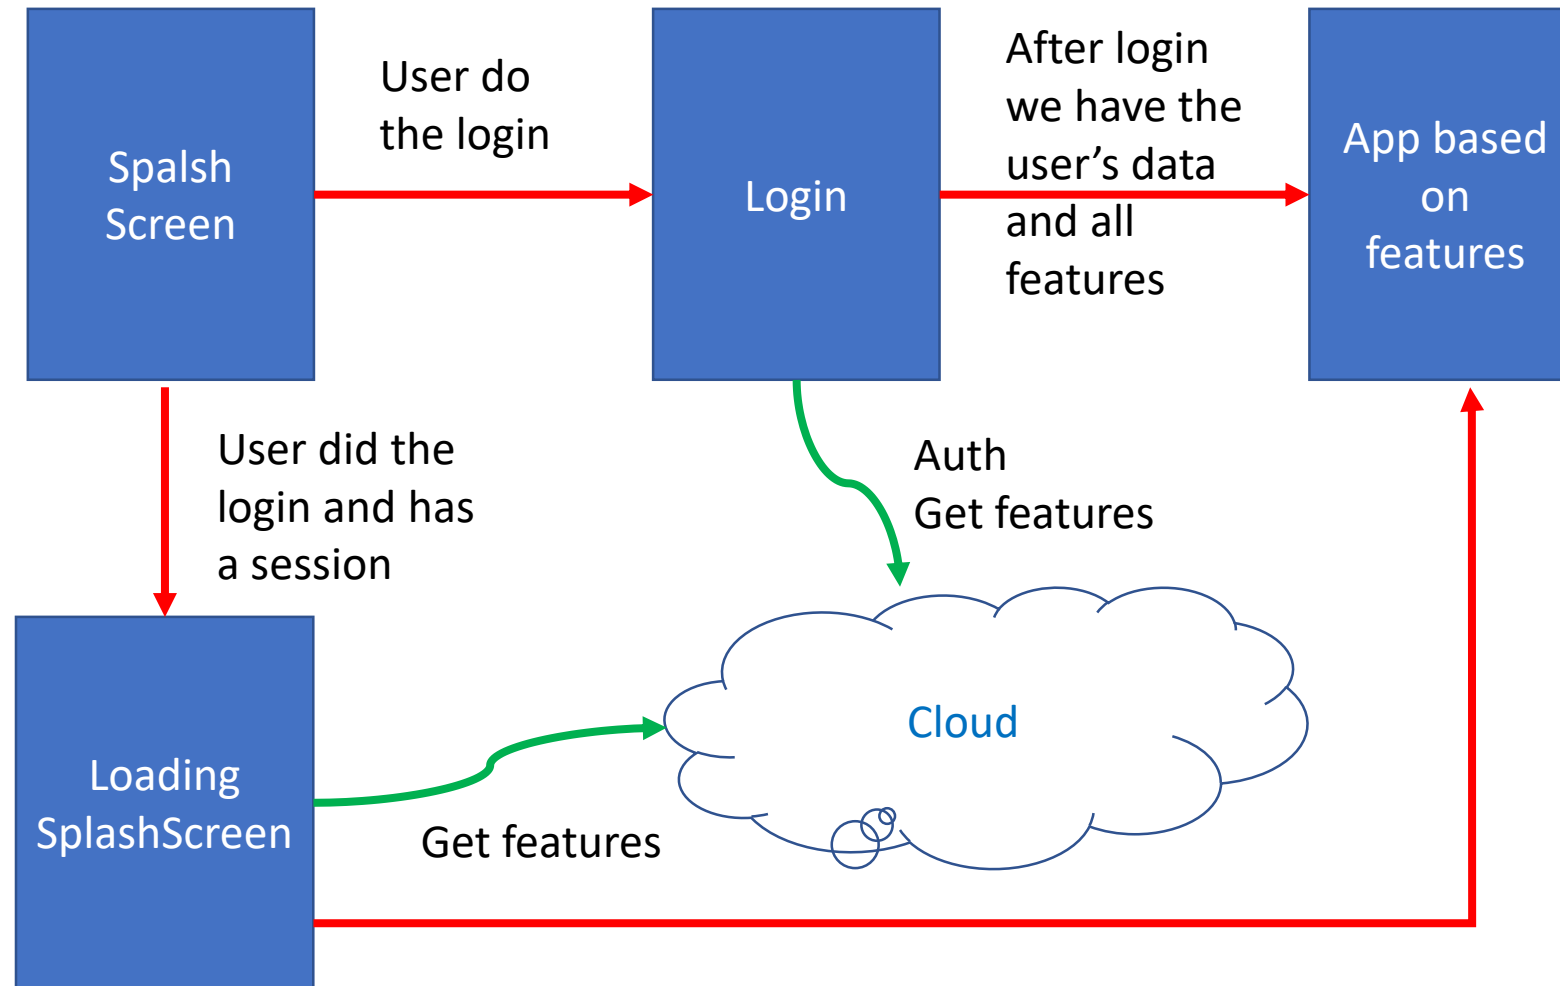 Spalsh
Screen
User do
the login
Login
After login
we have the
user’s data
and all
features
App based
on
features
User did the
login and has
a session
Auth
Get features
Loading
SplashScreen
Get features
Cloud